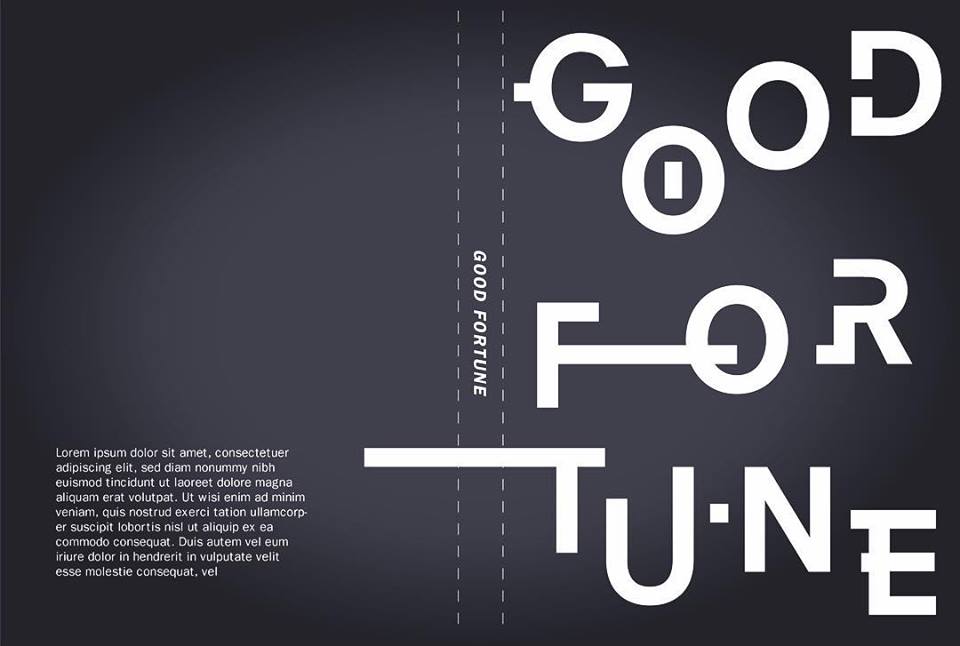 Lorem ipsum dolor sit amet, consectetuer
adipiscing elit, sed diam nonummy nibh
euismod tincidunt ut laoreet dolore magna
aliquam erat volutpat. Ut wisi enim ad minim
veniam, quis nostrud exerci tation ullamcorp-
er suscipit lobortis nisl ut aliquip ex ea
commodo consequat. Duis autem vel eum
iriure dolor in hendrerit in vulputate velit
esse molestie consequat, vel
GOOD FORTUNE
GOOD
FOR
TU·NE